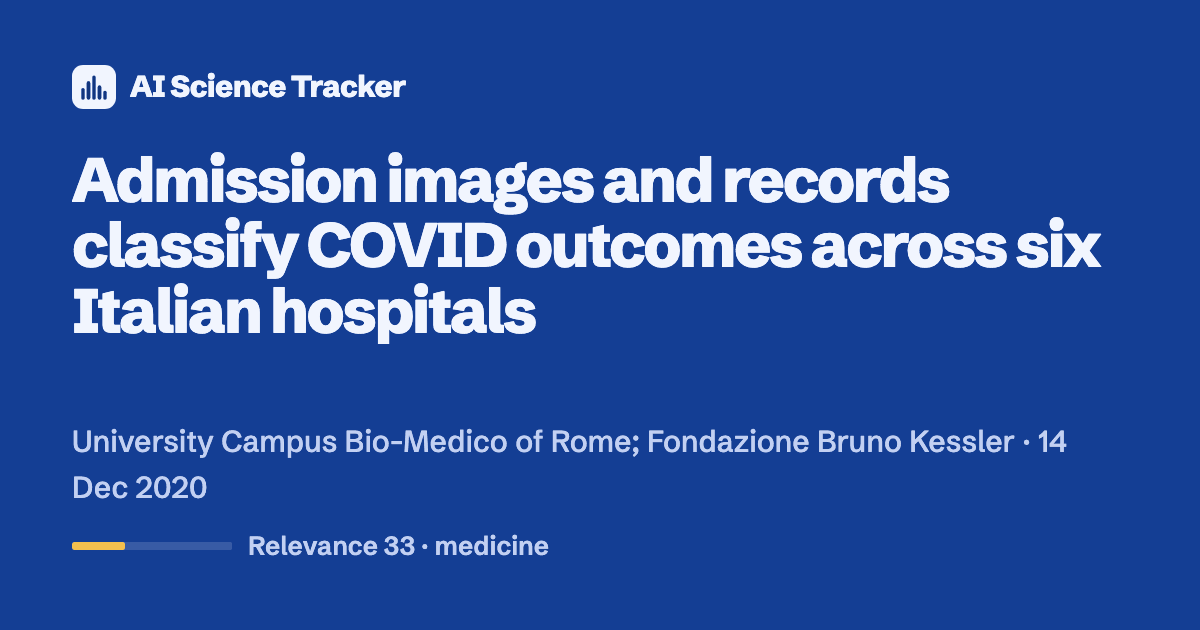 AI Science Tracker
Admission images and records
classify COVID outcomes across six
Italian hospitals
University Campus Bio-Medico of Rome; Fondazione Bruno Kessler · 14
Dec 2020
Relevance 33 · medicine